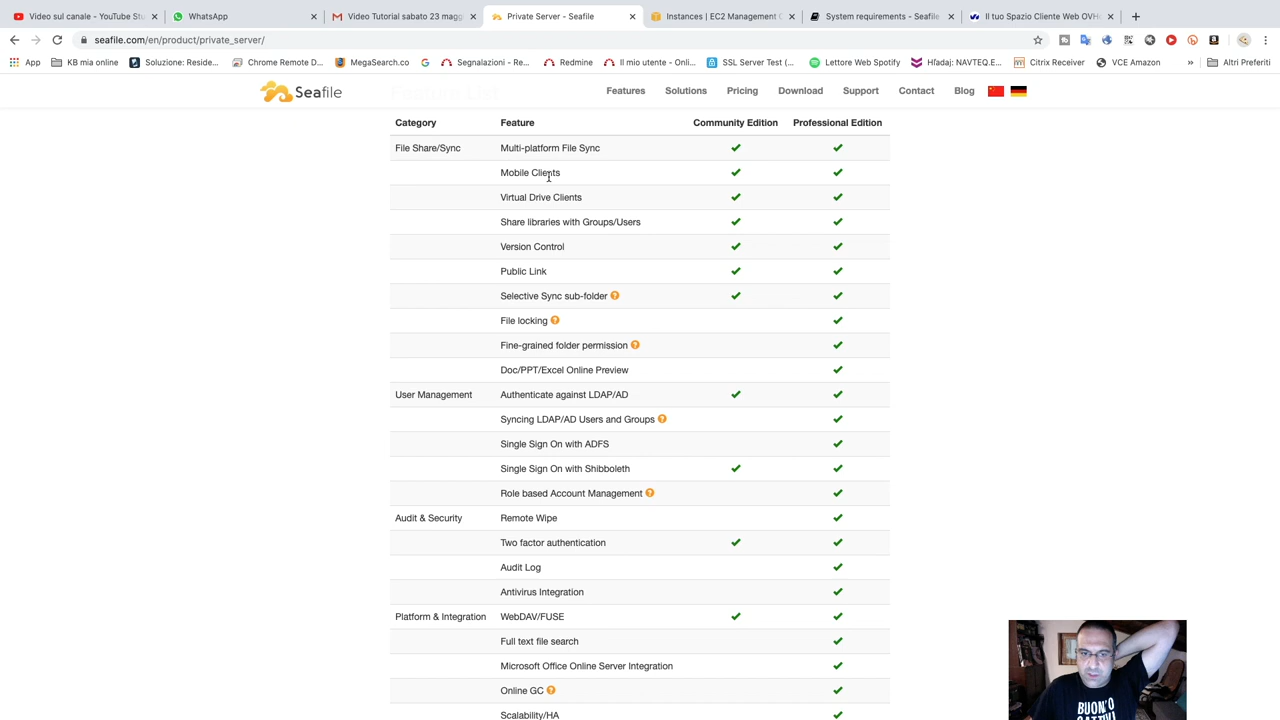 Video sul canale - YouTube Stu
WhatsApp
Video Tutorial sabato 23 magg
Private Server - Seafile
Instances | EC2 Management C
System requirements - Seafile
Il tuo Spazio Cliente Web OVH
seafile.com/en/product/private_server/
App
KB mia online
Soluzione: Reside...
Chrome Remote D...
MegaSearch.co
Segnalazioni - Re...
Redmine
Il mio utente - Onli...
SSL Server Test (...
Lettore Web Spotify
Hľadaj: NAVTEQ.E...
Citrix Receiver
VCE Amazon
»
Altri Preferiti
Seafile
Features
Solutions
Pricing
Download
Support
Contact
Blog
Feature List
Category Feature Community Edition Professional Edition
File Share/Sync Multi-platform File Sync
Mobile Clients
Virtual Drive Clients
Share libraries with Groups/Users
Version Control
Public Link
Selective Sync sub-folder
File locking
Fine-grained folder permission
Doc/PPT/Excel Online Preview
User Management Authenticate against LDAP/AD
Syncing LDAP/AD Users and Groups
Single Sign On with ADFS
Single Sign On with Shibboleth
Role based Account Management
Audit & Security Remote Wipe
Two factor authentication
Audit Log
Antivirus Integration
Platform & Integration WebDAV/FUSE
Full text file search
Microsoft Office Online Server Integration
Online GC
Scalability/HA
BUON'O